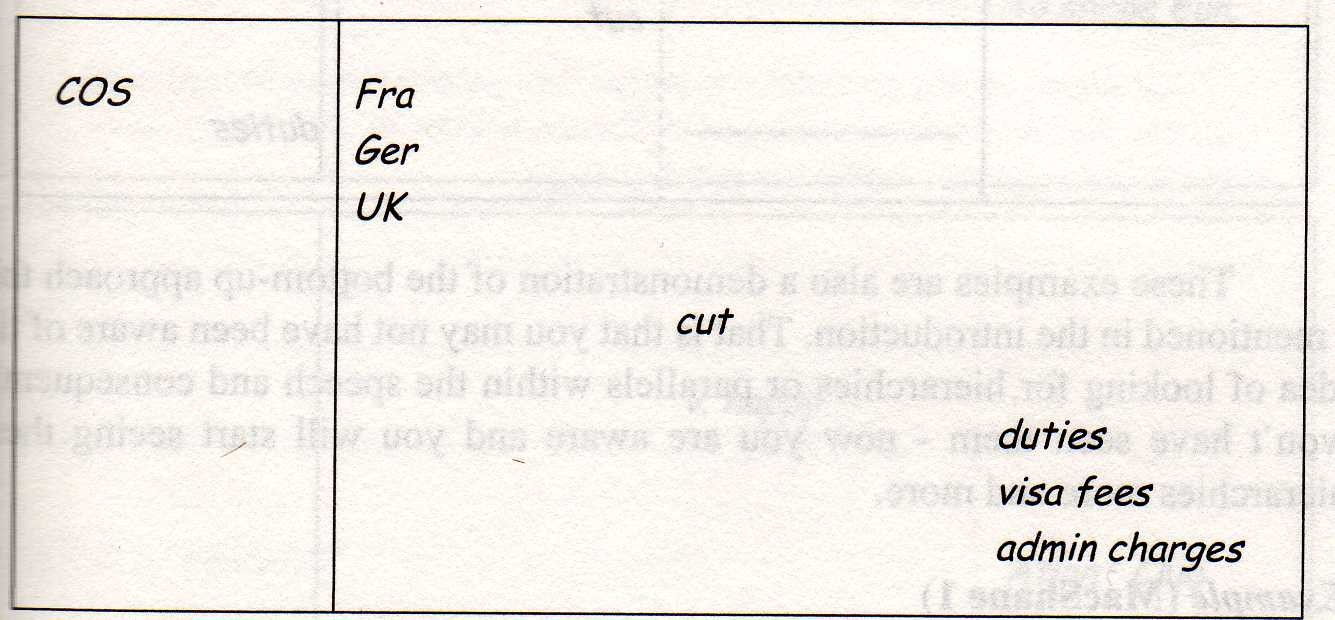 COS
Fra
Ger
UK
cut
duties
visa fees
admin charges